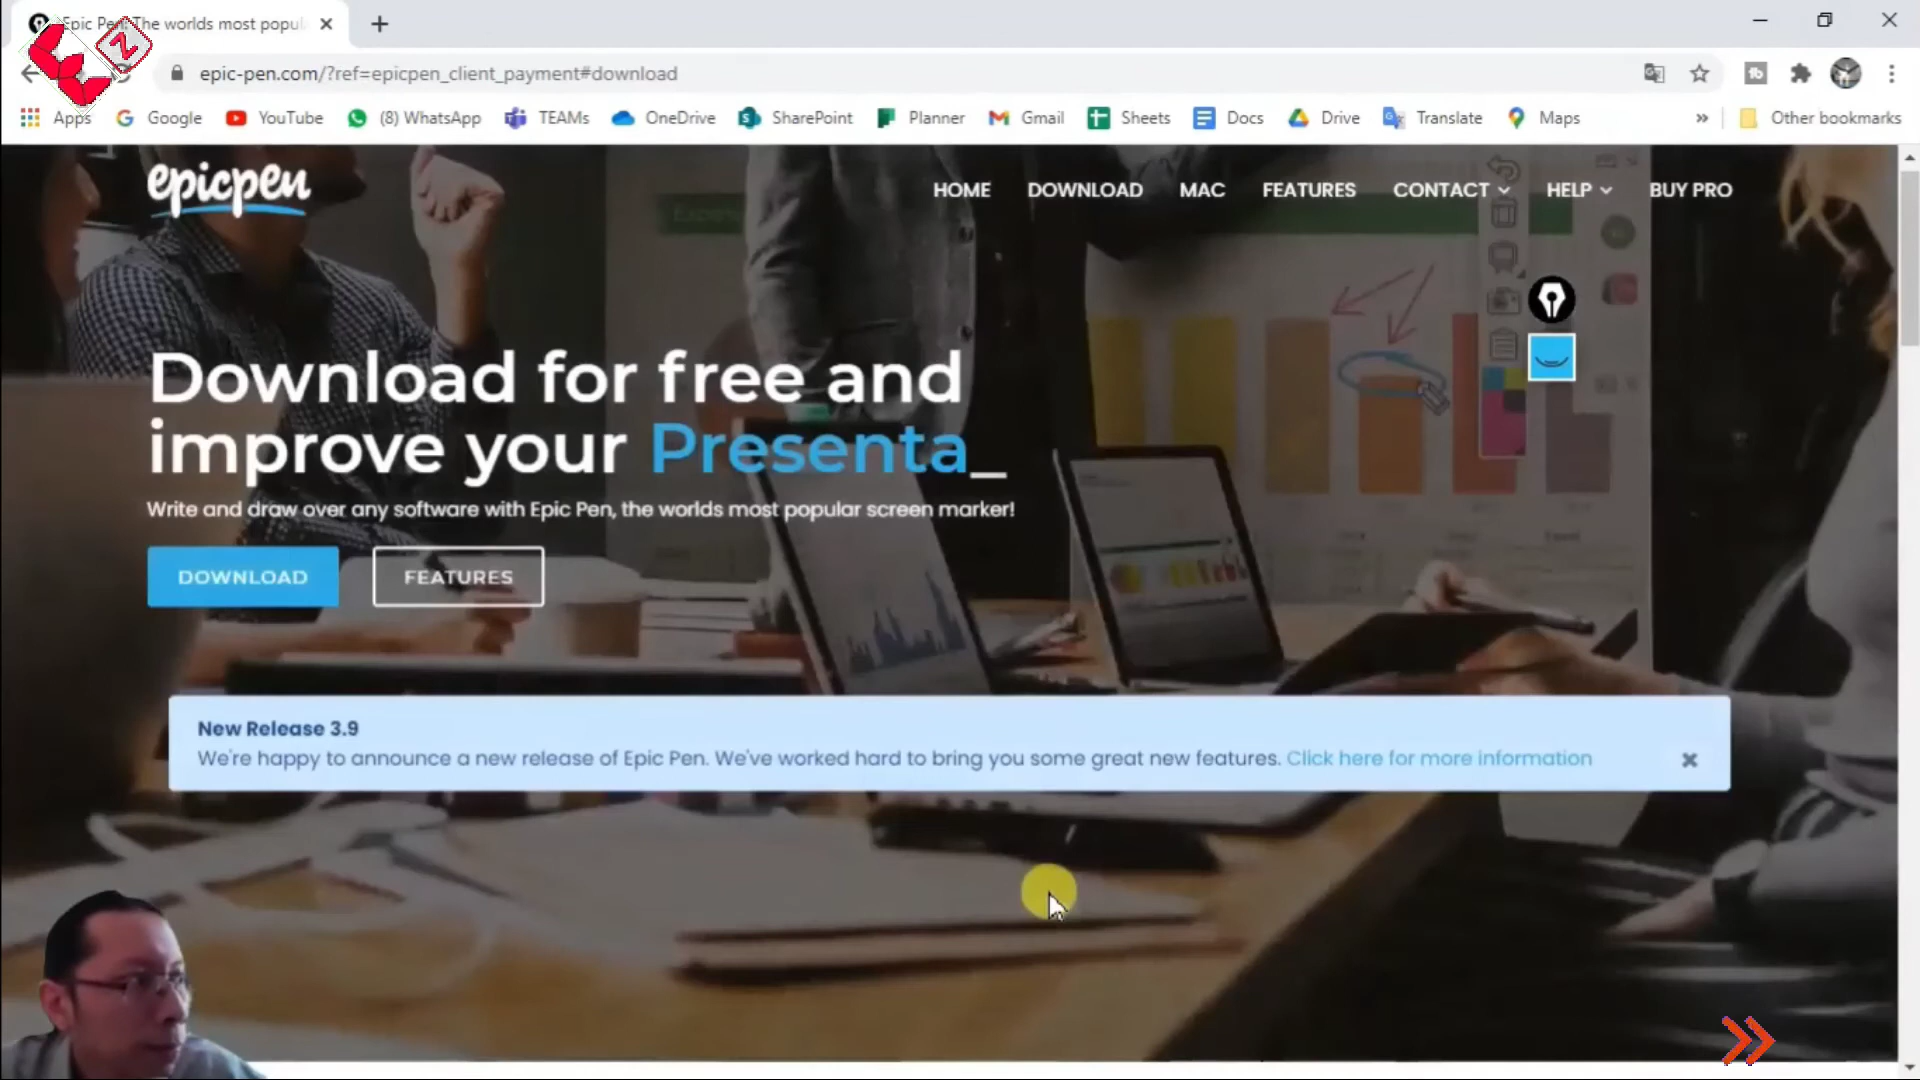 Epic Pen: The worlds most popul
epic-pen.com/?ref=epicpen_client_payment#download
Apps
Google
YouTube
(8) WhatsApp
TEAMs
OneDrive
SharePoint
Planner
Gmail
Sheets
Docs
Drive
Translate
Maps
Other bookmarks
epicpen
HOME
DOWNLOAD
MAC
FEATURES
CONTACT
HELP
BUY PRO
Download for free and
improve your Presenta_
Write and draw over any software with Epic Pen, the worlds most popular screen marker!
DOWNLOAD
FEATURES
New Release 3.9
We're happy to announce a new release of Epic Pen. We've worked hard to bring you some great new features. Click here for more information